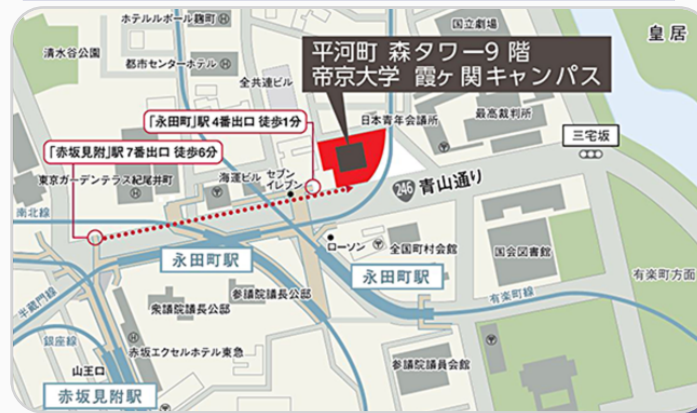 ホテルルポール麹町
国立劇場
皇居
清水谷公園
都市センターホテル
平河町 森タワー9 階
帝京大学 霞ヶ関キャンパス
全共連ビル
「永田町」駅 4番出口 徒歩1分
日本青年会議所
最高裁判所
三宅坂
「赤坂見附」駅 7番出口 徒歩6分
東京ガーデンテラス紀尾井町
海運ビル
セブン
イレブン
246 青山通り
南北線
永田町駅
ローソン
全国町村会館
国会図書館
永田町駅
有楽町方面
半蔵門線
衆議院議長公邸
参議院議長公邸
有楽町線
銀座線
赤坂エクセルホテル東急
山王口
参議院議員会館
赤坂見附駅